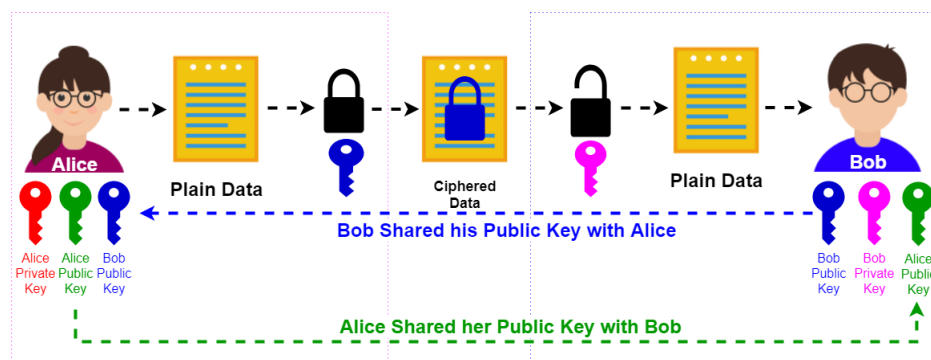 Alice
Plain Data
Ciphered
Data
Plain Data
Bob
Bob Shared his Public Key with Alice
Alice
Private
Key
Alice
Public
Key
Bob
Public
Key
Bob
Public
Key
Bob
Private
Key
Alice
Public
Key
Alice Shared her Public Key with Bob